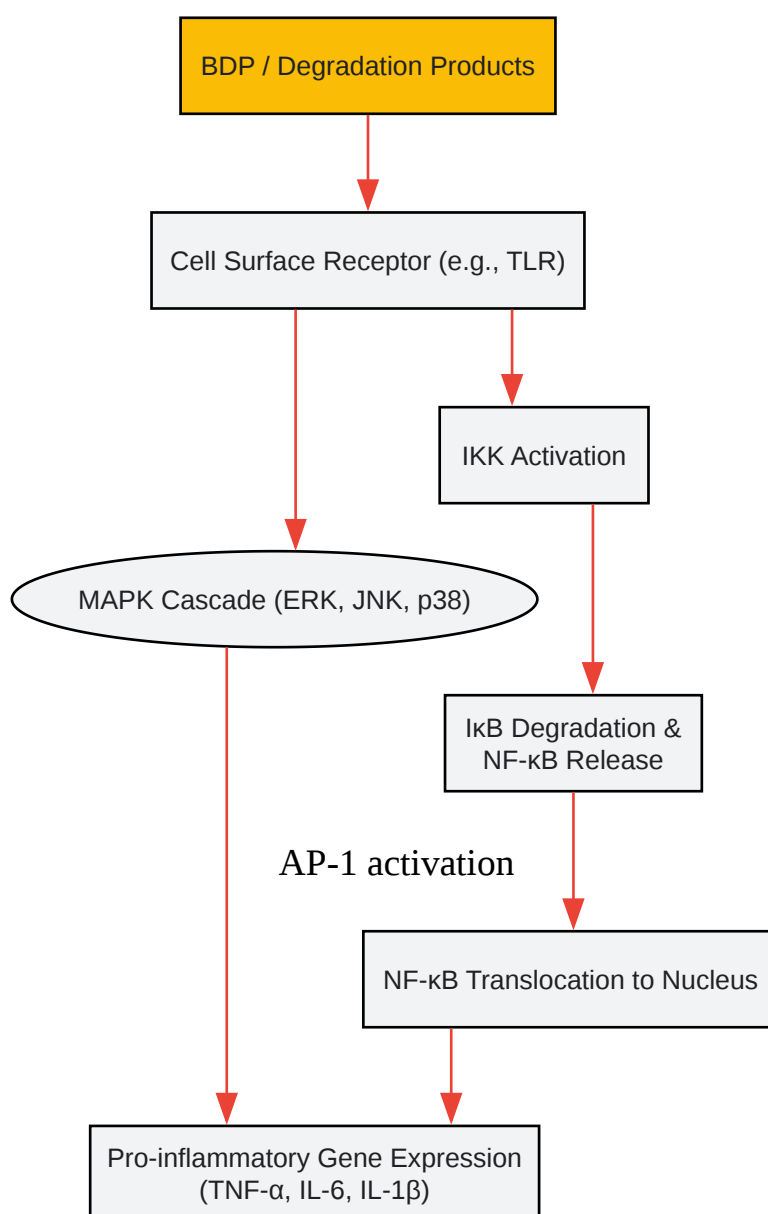 BDP / Degradation Products
Cell Surface Receptor (e.g., TLR)
IKK Activation
MAPK Cascade (ERK, JNK, p38)
IκB Degradation &
NF-κB Release
AP-1 activation
NF-κB Translocation to Nucleus
Pro-inflammatory Gene Expression
(TNF-α, IL-6, IL-1β)